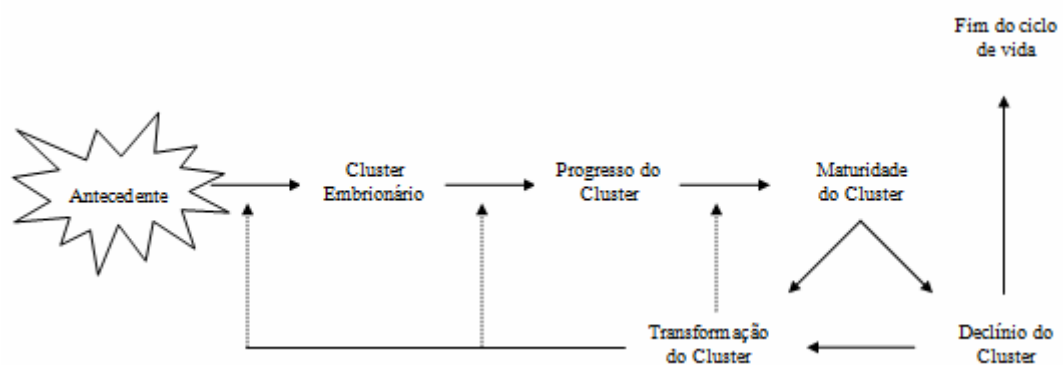 Fim do ciclo
de vida
Antecedente
Cluster
Embrionário
Progresso do
Cluster
Maturidade
do Cluster
Transformação
do Cluster
Declínio do
Cluster